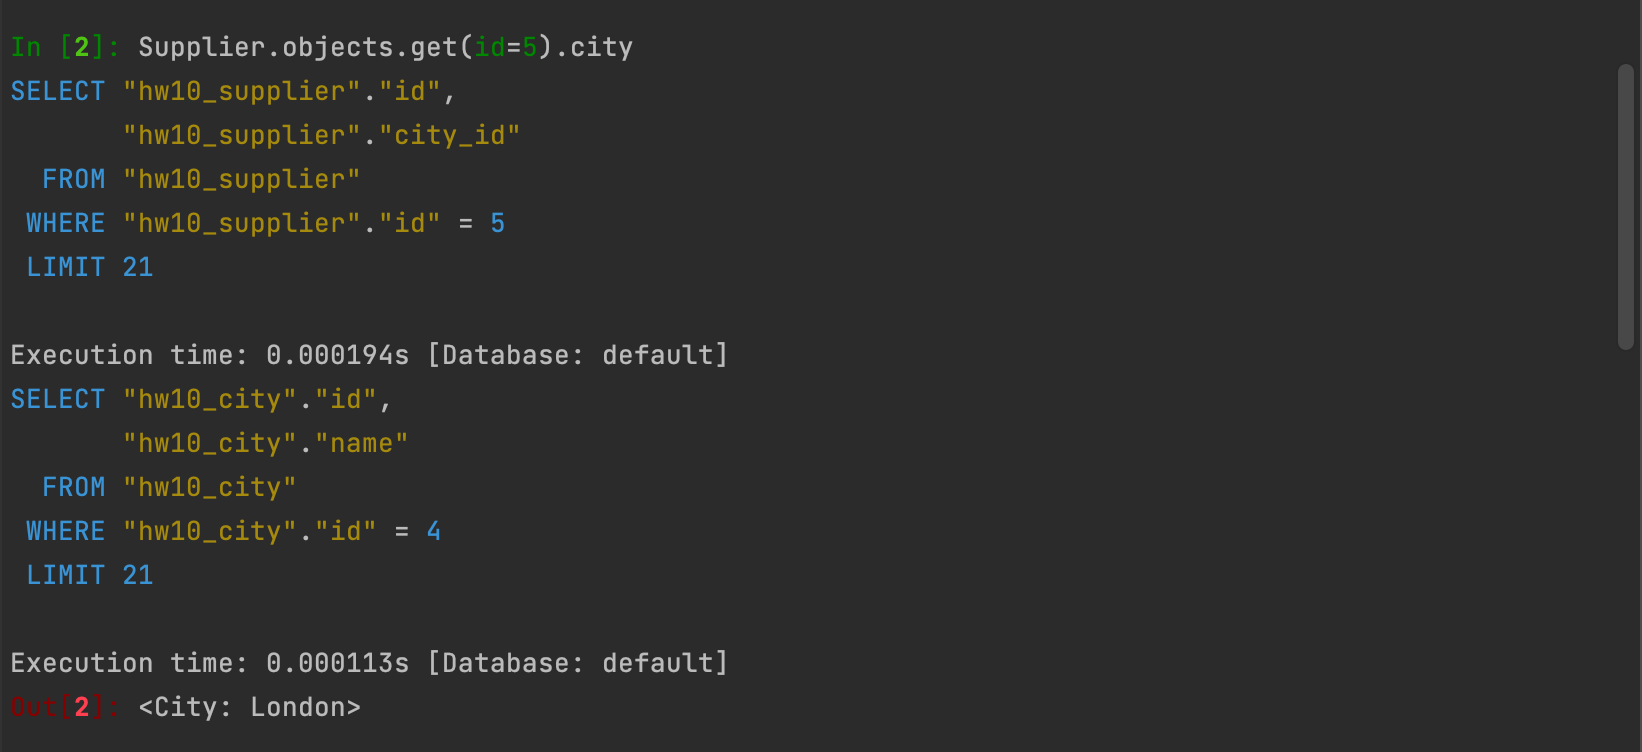 In [2]: Supplier.objects.get(id=5).city
SELECT "hw10_supplier"."id",
       "hw10_supplier"."city_id"
  FROM "hw10_supplier"
 WHERE "hw10_supplier"."id" = 5
 LIMIT 21

Execution time: 0.000194s [Database: default]
SELECT "hw10_city"."id",
       "hw10_city"."name"
  FROM "hw10_city"
 WHERE "hw10_city"."id" = 4
 LIMIT 21

Execution time: 0.000113s [Database: default]
Out[2]: <City: London>